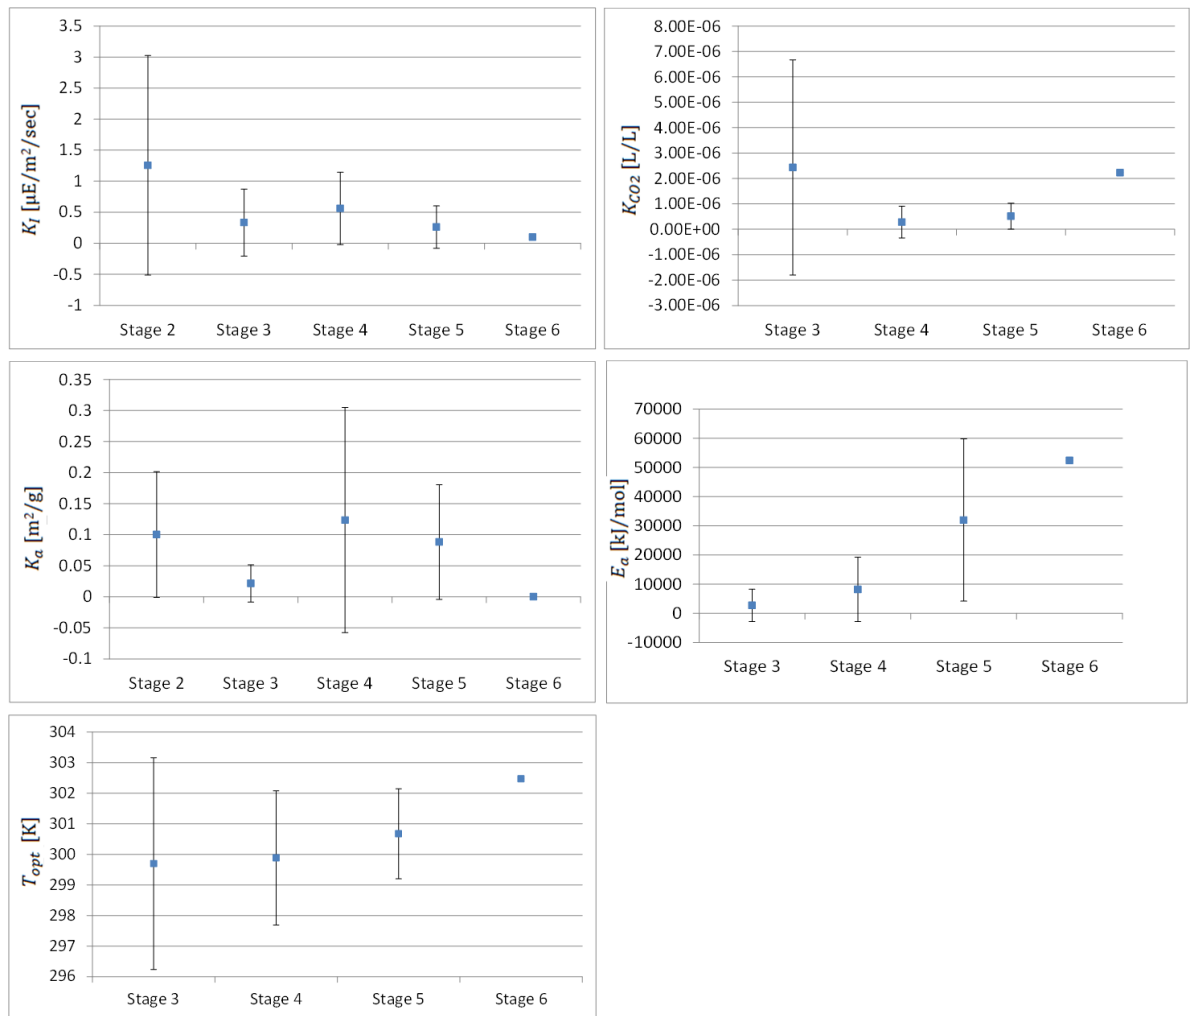 3.5
3
2.5
2
1.5
1
0.5
0
-0.5
-1
K_I [µE/m²/sec]
Stage 2 Stage 3 Stage 4 Stage 5 Stage 6
8.00E-06
7.00E-06
6.00E-06
5.00E-06
4.00E-06
3.00E-06
2.00E-06
1.00E-06
0.00E+00
-1.00E-06
-2.00E-06
-3.00E-06
K_CO2 [L/L]
Stage 3 Stage 4 Stage 5 Stage 6
0.35
0.3
0.25
0.2
0.15
0.1
0.05
0
-0.05
-0.1
K_a [m²/g]
Stage 2 Stage 3 Stage 4 Stage 5 Stage 6
70000
60000
50000
40000
30000
20000
10000
0
-10000
E_a [kJ/mol]
Stage 3 Stage 4 Stage 5 Stage 6
304
303
302
301
300
299
298
297
296
T_opt [K]
Stage 3 Stage 4 Stage 5 Stage 6